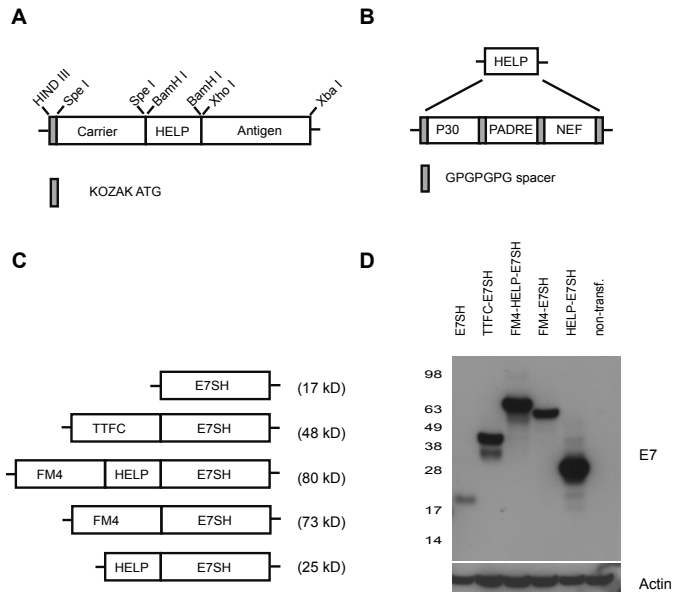 A
HIND III
Spe I
Spe I
BamH I
BamH I
Xho I
Xba I
Carrier
HELP
Antigen
KOZAK ATG
B
HELP
P30
PADRE
NEF
GPGPGPG spacer
C
E7SH
(17 kD)
TTFC
E7SH
(48 kD)
FM4
HELP
E7SH
(80 kD)
FM4
E7SH
(73 kD)
HELP
E7SH
(25 kD)
D
E7SH
TTFC-E7SH
FM4-HELP-E7SH
FM4-E7SH
HELP-E7SH
non-transf.
98
63
49
38
28
17
14
E7
Actin